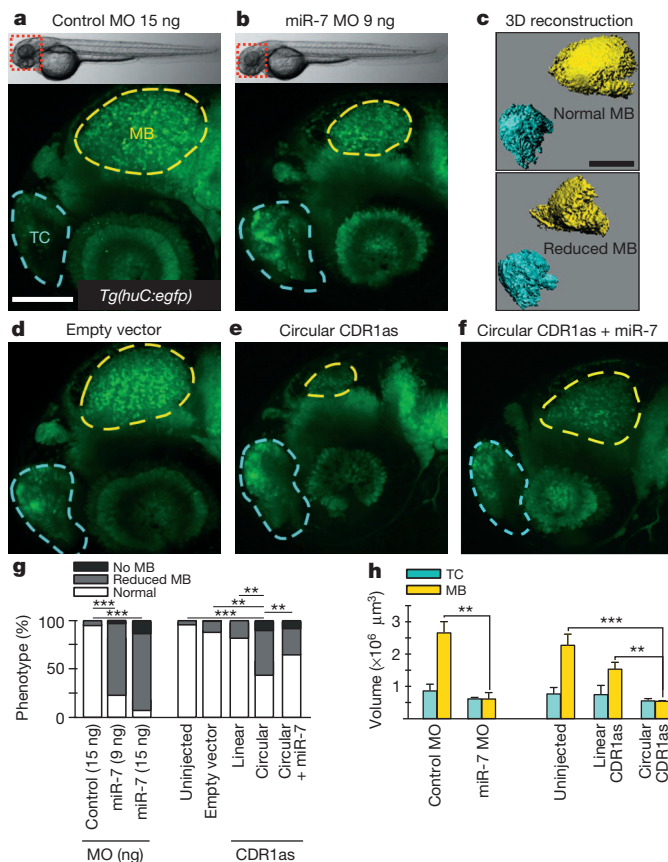 a Control MO 15 ng
b miR-7 MO 9 ng
c 3D reconstruction
MB
TC
Tg(huC:egfp)
Normal MB
Reduced MB
d Empty vector
e Circular CDR1as
f Circular CDR1as + miR-7
g
No MB
Reduced MB
Normal
Phenotype (%)
100
50
0
***
***
***
**
**
**
Control (15 ng)
miR-7 (9 ng)
miR-7 (15 ng)
MO (ng)
Uninjected
Empty vector
Linear
Circular
Circular + miR-7
CDR1as
h
TC
MB
Volume (×10⁶ μm³)
3
2
1
**
***
**
Control MO
miR-7 MO
Uninjected
Linear CDR1as
Circular CDR1as